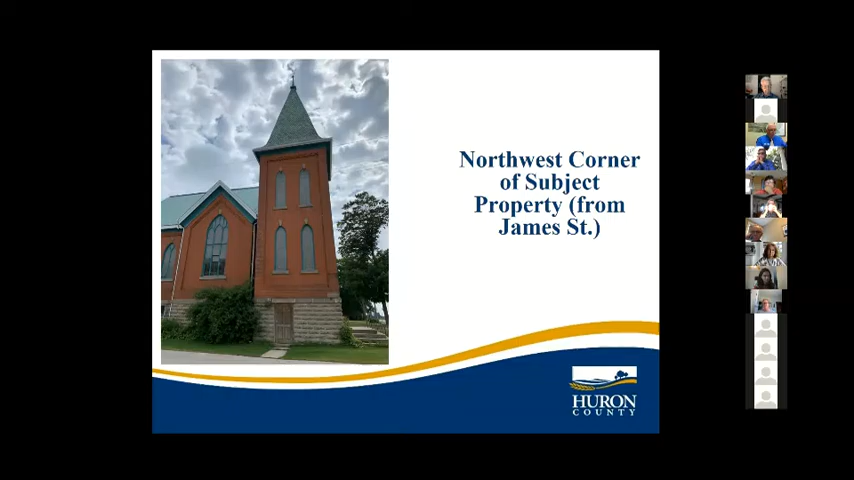 Northwest Corner
of Subject
Property (from
James St.)
HURON
COUNTY